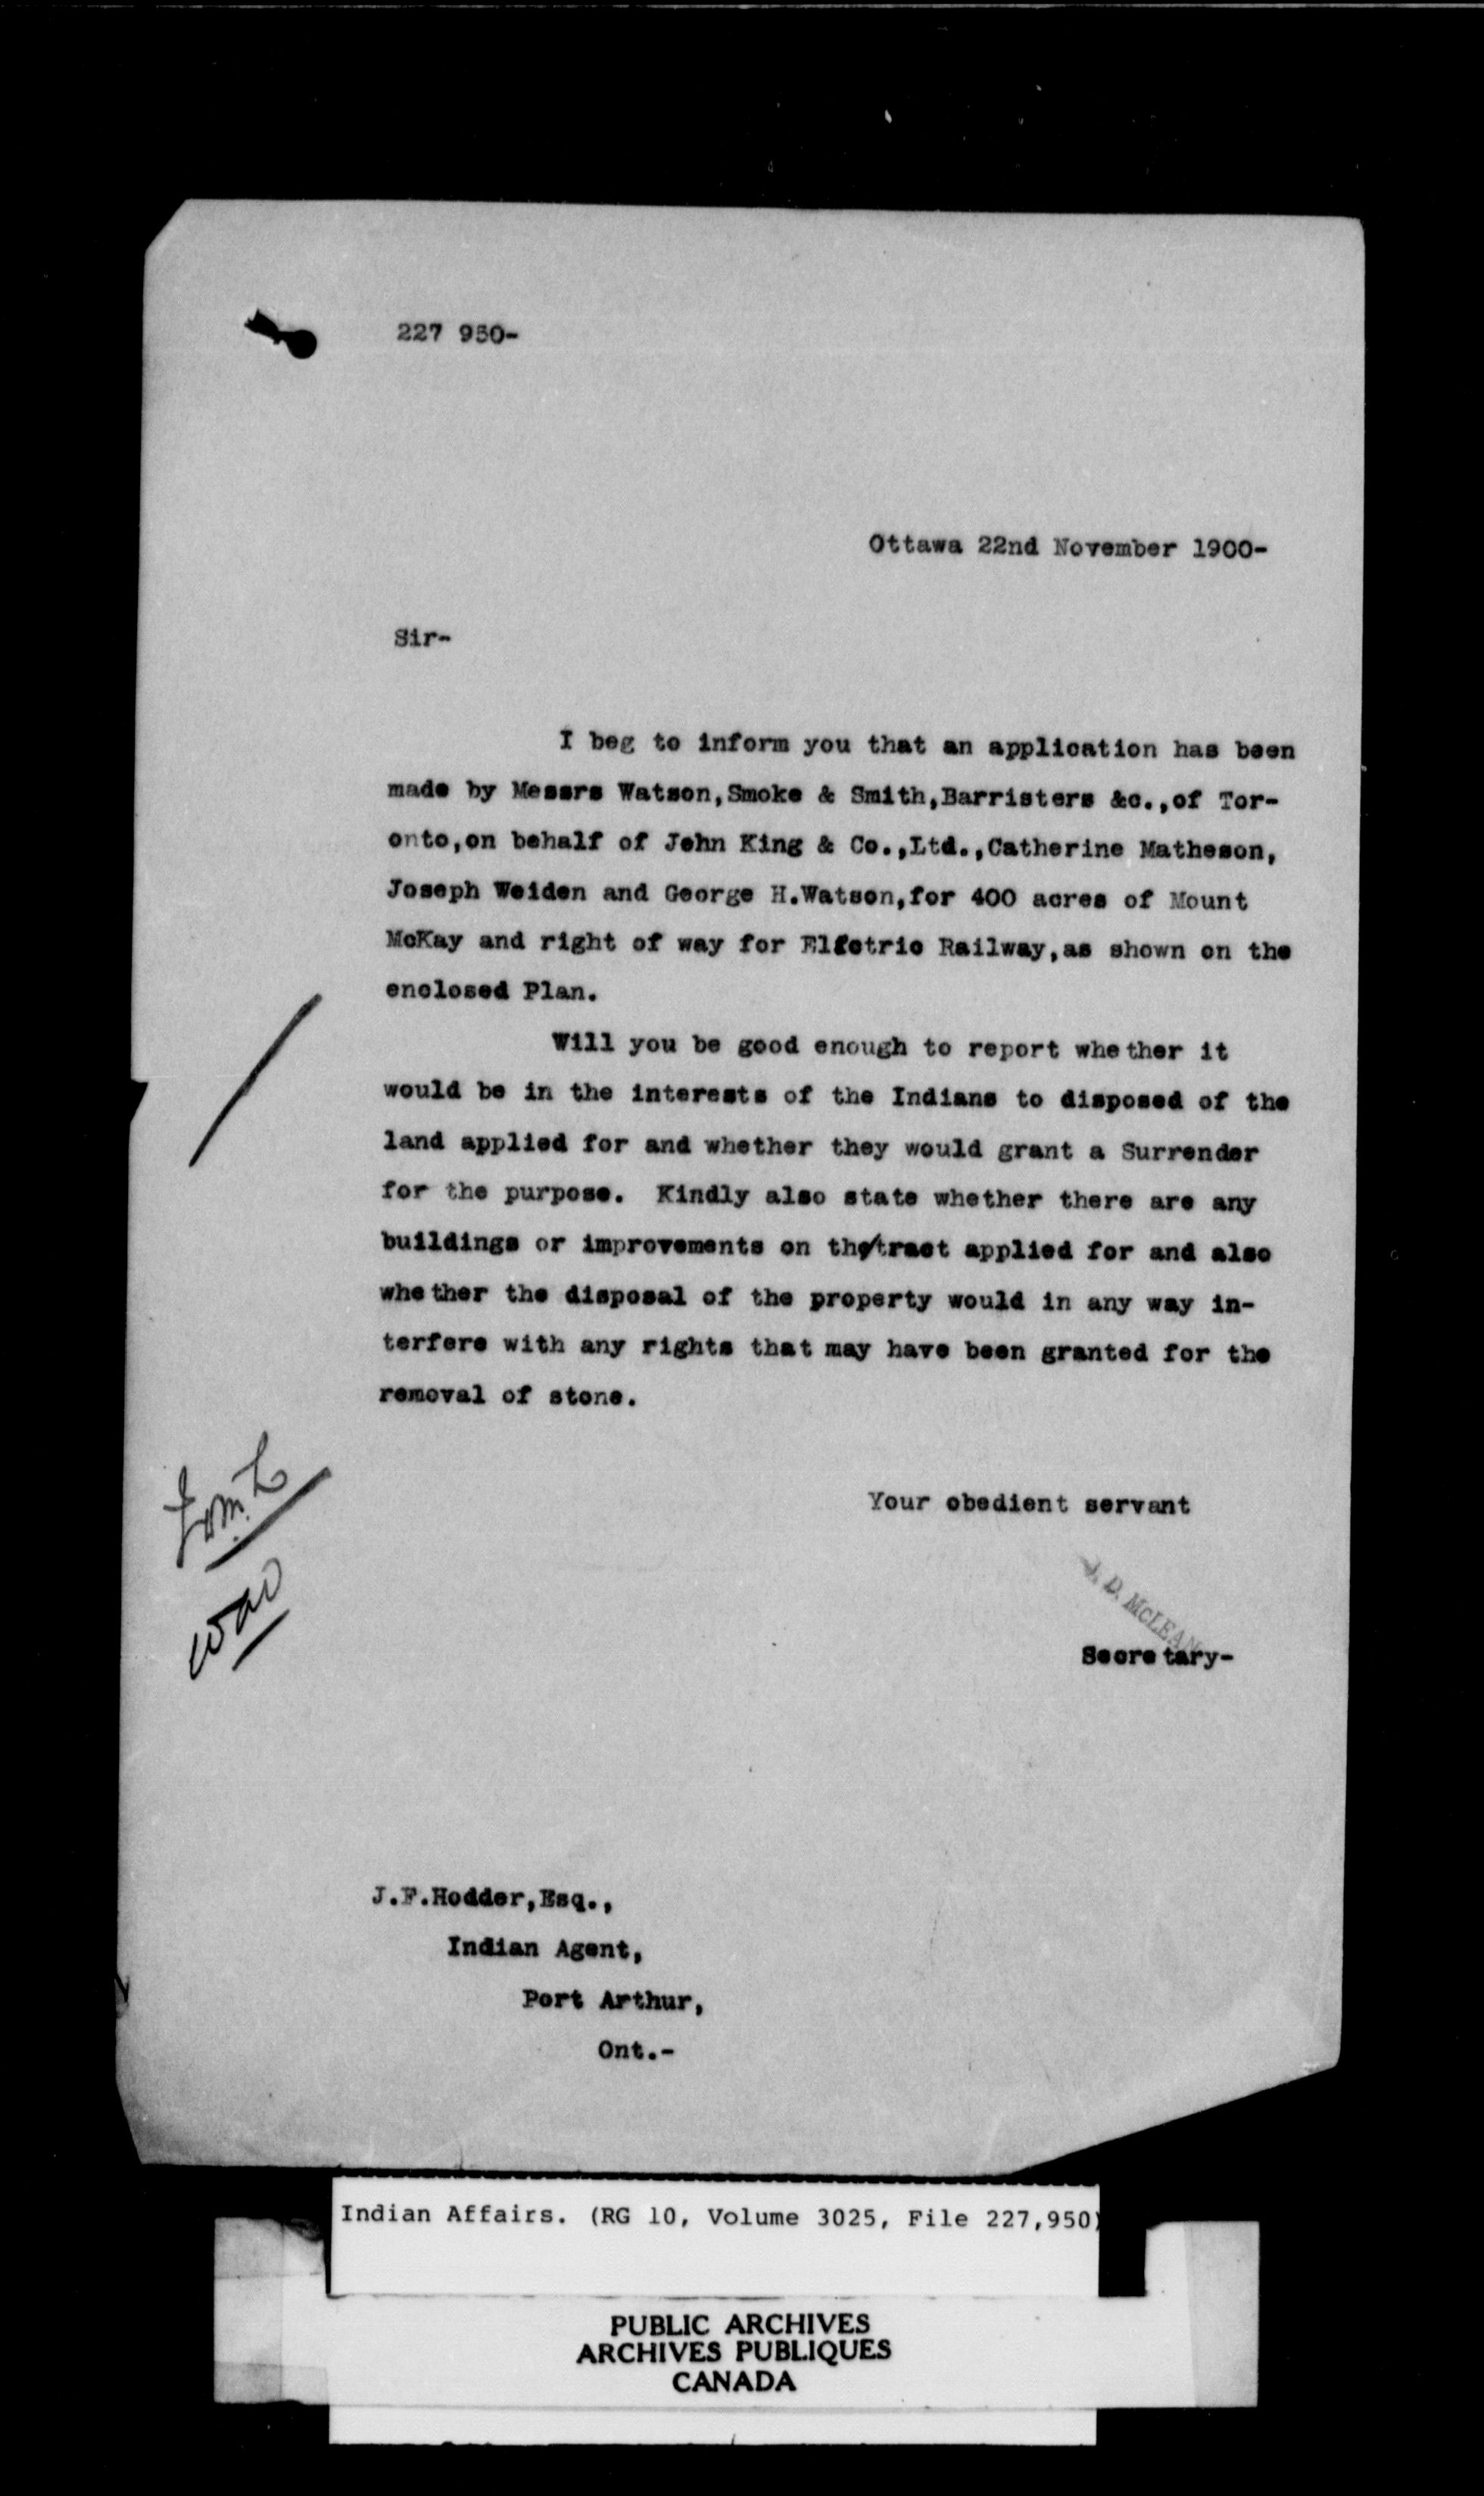 227 950-
Ottawa 22nd November 1900-
Sir-
I beg to inform you that an application has been
made by Messrs Watson,Smoke & Smith,Barristers &c.,of Tor-
onto,on behalf of John King & Co.,Ltd.,Catherine Matheson,
Joseph Weiden and George H.Watson,for 400 acres of Mount
McKay and right of way for Elfctric Railway,as shown on the
enclosed Plan.
Will you be good enough to report whether it
would be in the interests of the Indians to disposed of the
land applied for and whether they would grant a Surrender
for the purpose. Kindly also state whether there are any
buildings or improvements on the/tract applied for and also
whether the disposal of the property would in any way in-
terfere with any rights that may have been granted for the
removal of stone.
Your obedient servant
J. D. McLEAN
Secretary-
J.F.Hodder,Esq.,
Indian Agent,
Port Arthur,
Ont.-
Indian Affairs. (RG 10, Volume 3025, File 227,950)
PUBLIC ARCHIVES
ARCHIVES PUBLIQUES
CANADA